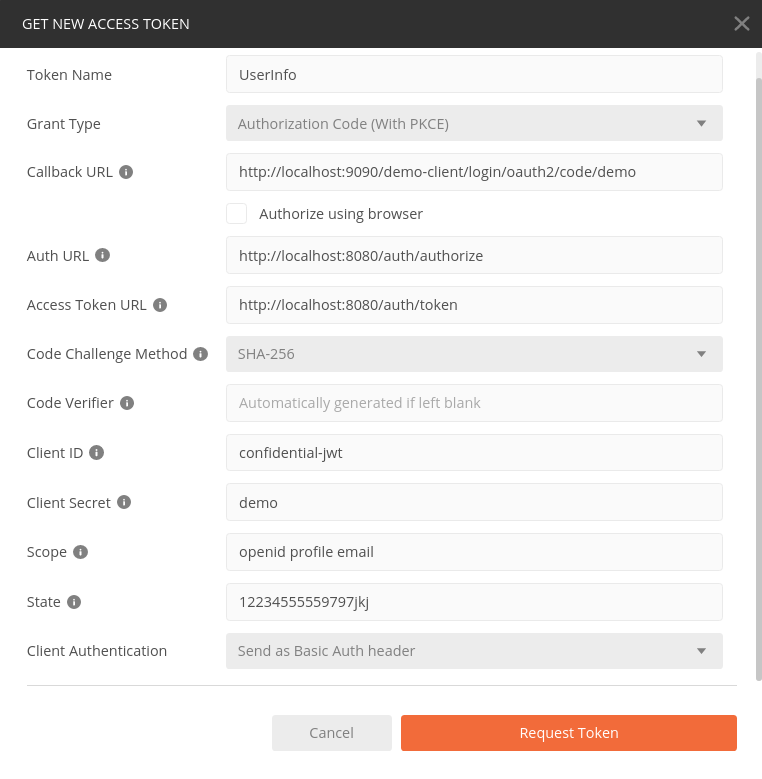 GET NEW ACCESS TOKEN
Token Name UserInfo
Grant Type Authorization Code (With PKCE)
Callback URL http://localhost:9090/demo-client/login/oauth2/code/demo
Authorize using browser
Auth URL http://localhost:8080/auth/authorize
Access Token URL http://localhost:8080/auth/token
Code Challenge Method SHA-256
Code Verifier Automatically generated if left blank
Client ID confidential-jwt
Client Secret demo
Scope openid profile email
State 12234555559797jkj
Client Authentication Send as Basic Auth header
Cancel Request Token